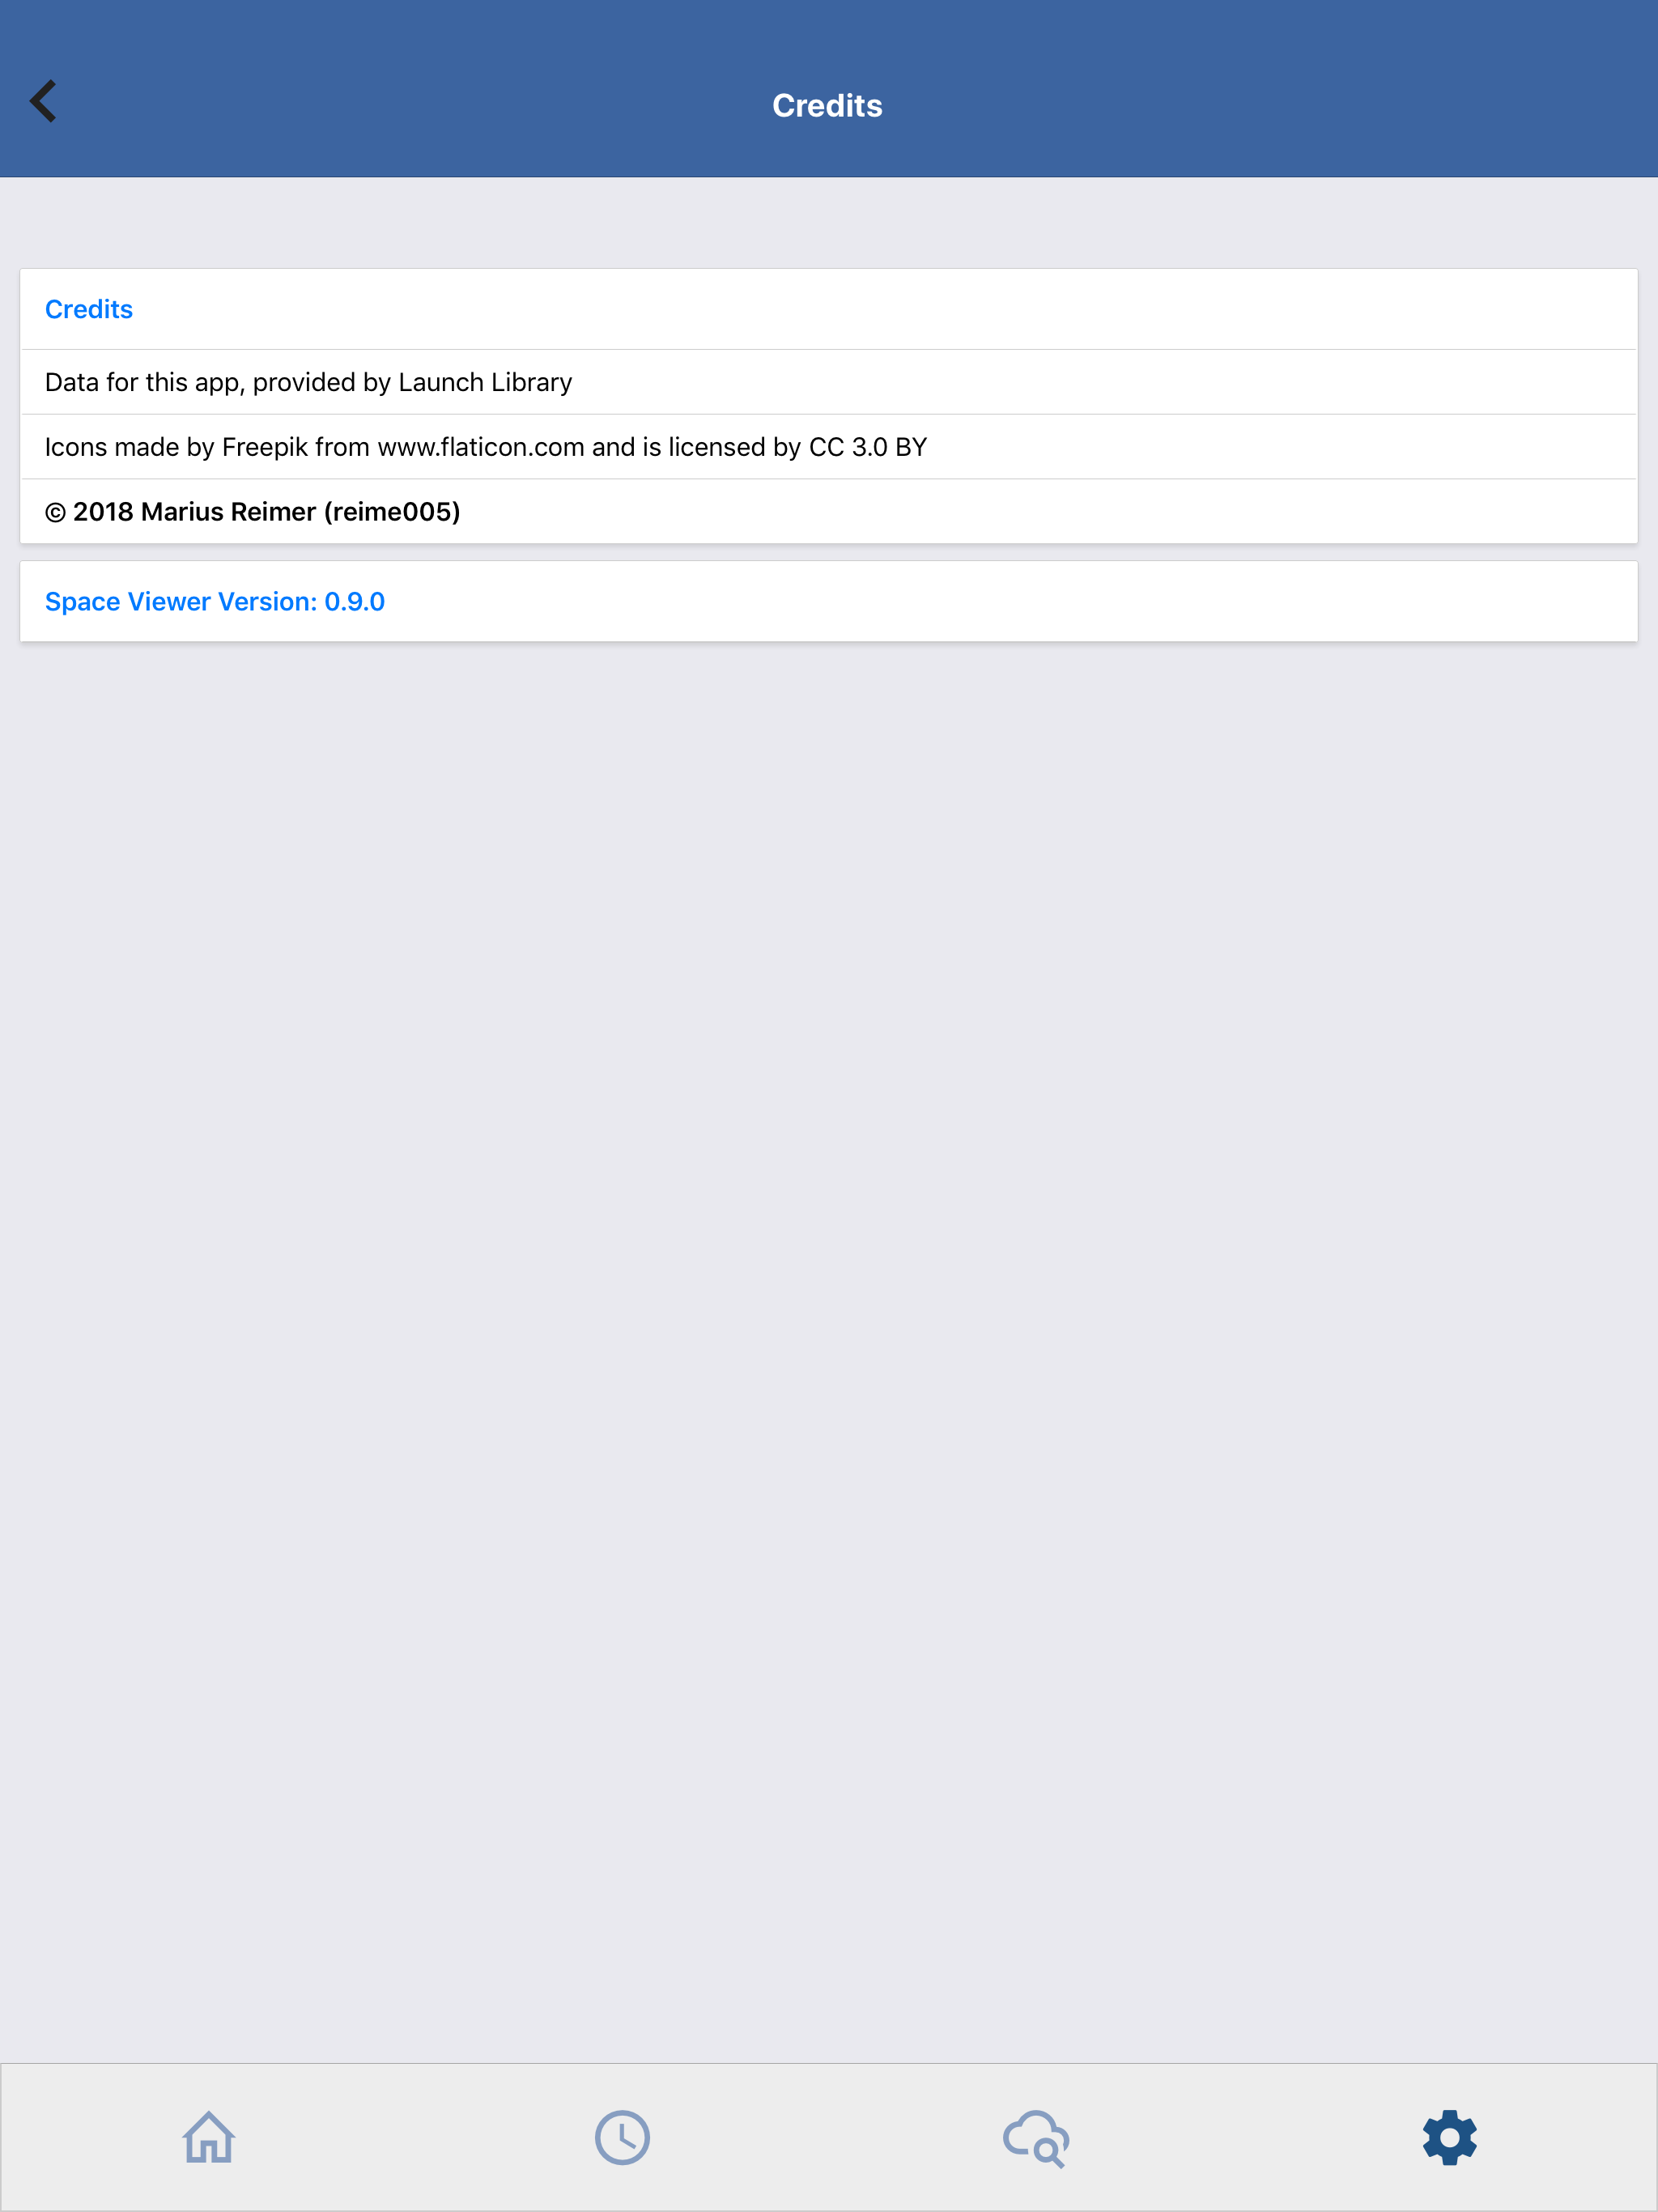 Credits
Credits
Data for this app, provided by Launch Library
Icons made by Freepik from www.flaticon.com and is licensed by CC 3.0 BY
© 2018 Marius Reimer (reime005)
Space Viewer Version: 0.9.0